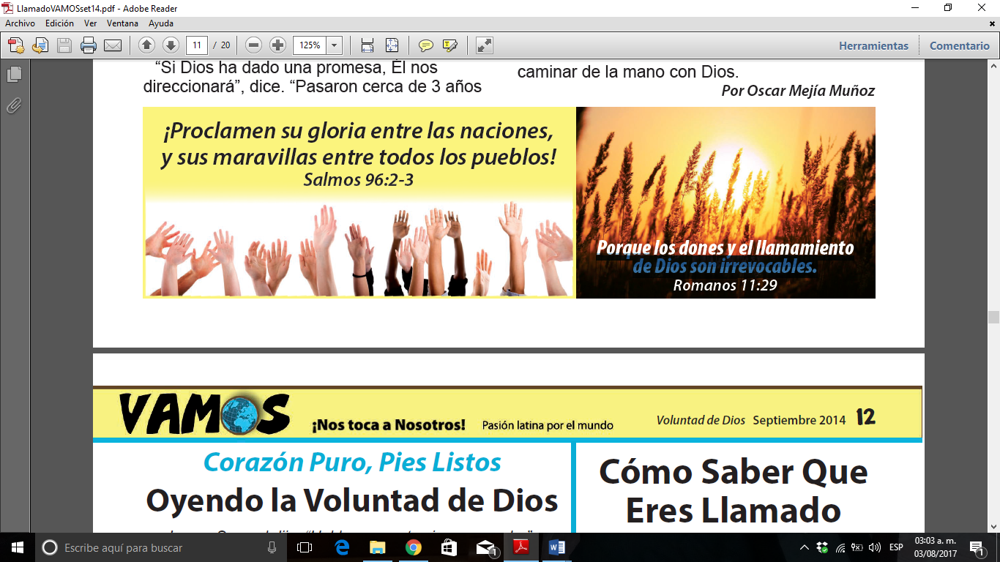 LlamadoVAMOSset14.pdf - Adobe Reader
Archivo Edición Ver Ventana Ayuda
11 / 20 125% Herramientas Comentario
“Si Dios ha dado una promesa, Él nos
direccionará”, dice. “Pasaron cerca de 3 años
caminar de la mano con Dios.
Por Oscar Mejía Muñoz
¡Proclamen su gloria entre las naciones,
y sus maravillas entre todos los pueblos!
Salmos 96:2-3
Porque los dones y el llamamiento
de Dios son irrevocables.
Romanos 11:29
VAMOS ¡Nos toca a Nosotros! Pasión latina por el mundo Voluntad de Dios Septiembre 2014 12
Corazón Puro, Pies Listos
Oyendo la Voluntad de Dios
Cómo Saber Que
Eres Llamado
Escribe aquí para buscar
ESP
03:03 a. m.
03/08/2017